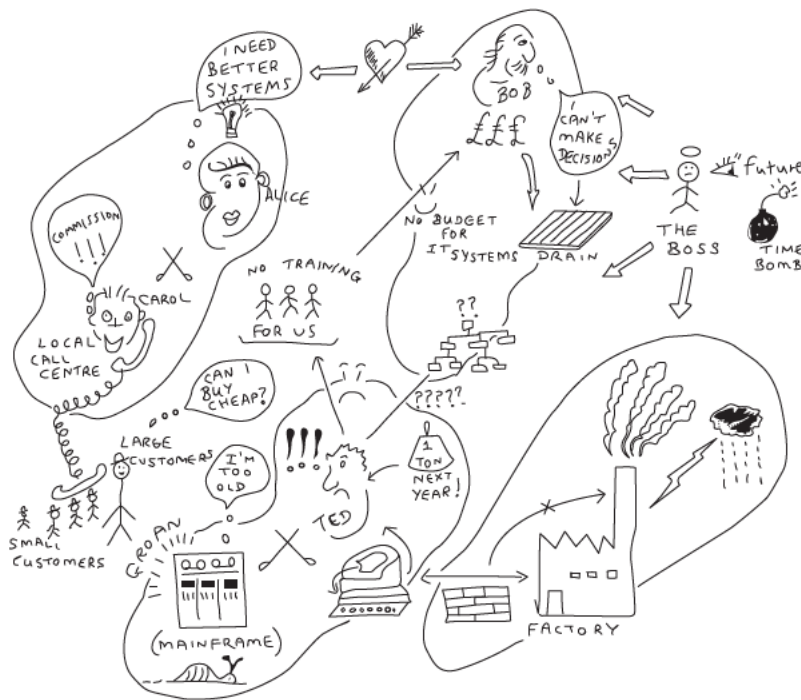 I NEED
BETTER
SYSTEMS
ALICE
COMMISSION
!!!
CAROL
LOCAL
CALL
CENTRE
BOB
£££
I
CAN'T
MAKE
DECISIONS
NO BUDGET
FOR
IT SYSTEMS
DRAIN
future
THE
BOSS
TIME
BOMB
NO TRAINING
FOR US
??
?????
CAN I
BUY
CHEAP?
LARGE
CUSTOMERS
SMALL
CUSTOMERS
I'M
TOO
OLD
!!!
TED
1
TON
NEXT
YEAR!
GROAN
(MAINFRAME)
FACTORY